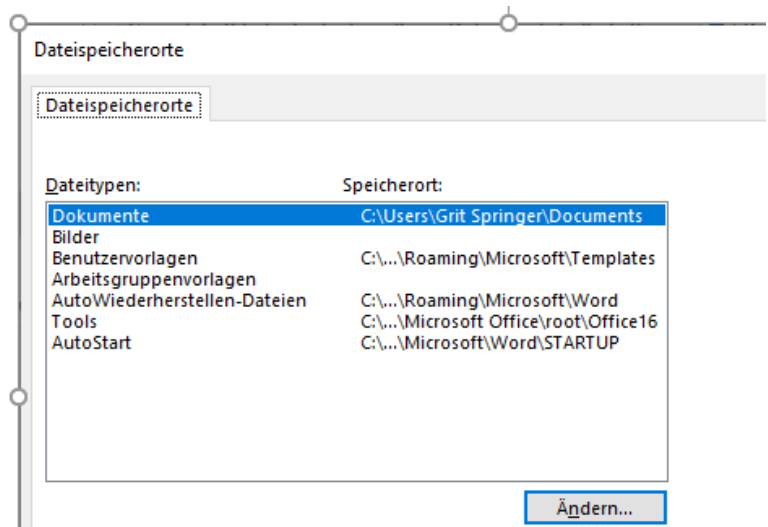 Dateispeicherorte
Dateispeicherorte
Dateitypen: Speicherort:
Dokumente C:\Users\Grit Springer\Documents
Bilder
Benutzervorlagen C:\...\Roaming\Microsoft\Templates
Arbeitsgruppenvorlagen
AutoWiederherstellen-Dateien C:\...\Roaming\Microsoft\Word
Tools C:\...\Microsoft Office\root\Office16
AutoStart C:\...\Microsoft\Word\STARTUP
Ändern...